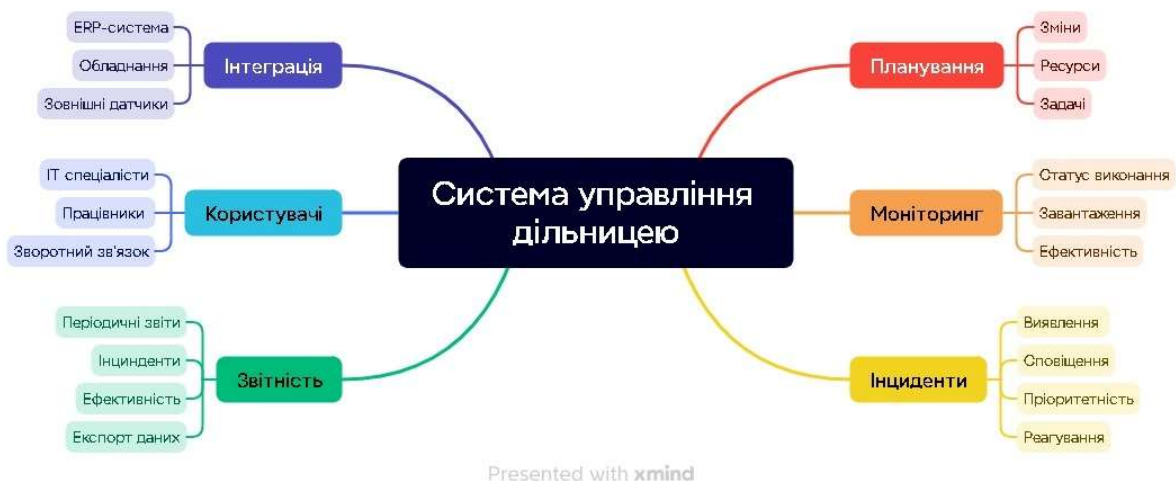 ERP-система
Обладнання
Зовнішні датчики
Інтеграція
ІТ спеціалісти
Працівники
Зворотний зв'язок
Користувачі
Періодичні звіти
Інцинденти
Ефективність
Експорт даних
Звітність
Система управління
дільницею
Планування
Зміни
Ресурси
Задачі
Моніторинг
Статус виконання
Завантаження
Ефективність
Інциденти
Виявлення
Сповіщення
Пріоритетність
Реагування
Presented with xmind